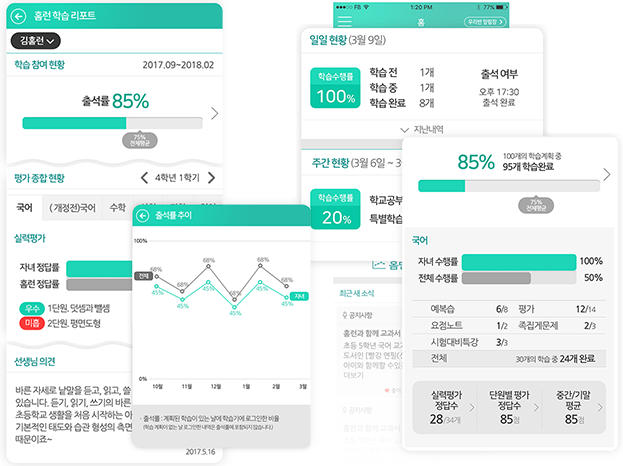 홈런 학습 리포트
김홈런
학습 참여 현황 2017.09~2018.02
출석률 85%
75%
전체평균
평가 종합 현황 4학년 1학기
국어 (개정전)국어 수학
실력평가
자녀 정답률
홈런 정답률
우수 1단원. 덧셈과 뺄셈
미흡 2단원. 평면도형
선생님 의견
바른 자세로 낱말을 듣고, 읽고, 쓸
있습니다. 듣기, 읽기, 쓰기의 바른
초등학교 생활을 처음 시작하는 아
기본적인 태도와 습관 형성의 측면
때문이죠~
2017.5.16
출석률 추이
100%
전체 68% 68% 68% 68%
45% 45% 45% 45% 자녀
0%
10월 11월 12월 1월 2월 3월
· 출석률 : 계획된 학습이 있는 날에 학습기에 로그인한 비율
(학습 계획이 없는 날 로그인한 내역은 출석률에 포함되지 않습니다.)
FB 1:20 PM 77%
홈 우리반 알림장
일일 현황 (3월 9일)
학습수행률
100%
학습 전 1개
학습 중 1개
학습 완료 8개
출석 여부
오후 17:30
출석 완료
지난내역
주간 현황 (3월 6일 ~ 3
학습수행률
20%
학교공부
특별학습
최근 새 소식
공지사항
홈런과 함께 교과서
초등 5학년 국어 교
도서인 [빨강 연필(
아이와 함께할 수 있는
더보기
공지사항
85% 100개의 학습계획 중
95개 학습완료
75%
전체평균
국어
자녀 수행률 100%
전체 수행률 50%
예복습 6/8 평가 12/14
요점노트 1/2 족집게문제 2/3
시험대비특강 3/3
전체 30개의 학습 중 24개 완료
실력평가
정답수
28/34개
단원별 평가
정답수
85점
중간/기말
평균
85점